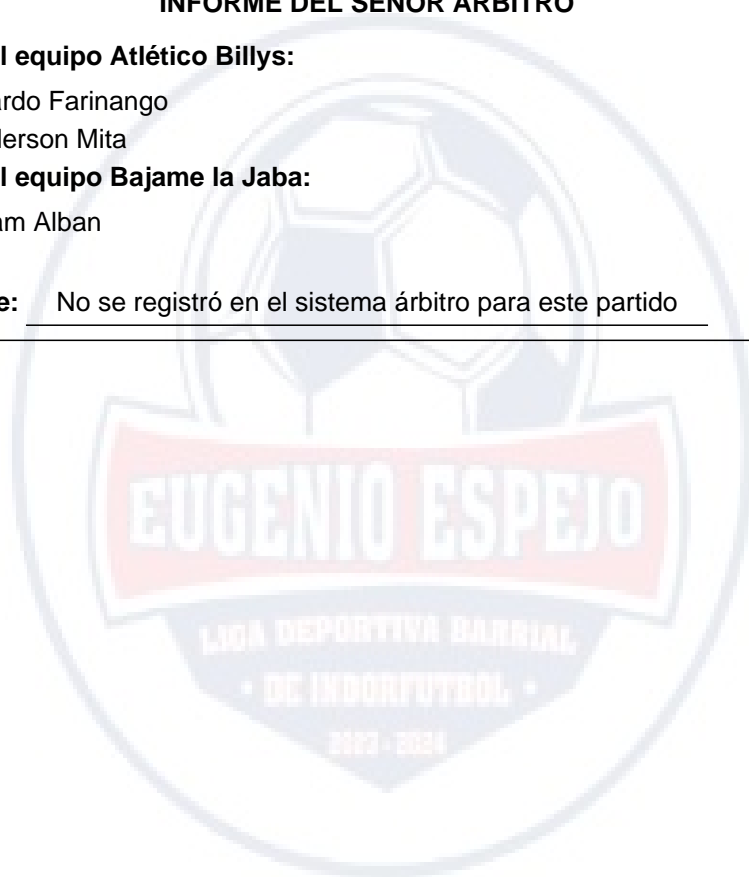 INFORME DEL SEÑOR ÁRBITRO
l equipo Atlético Billys:
ardo Farinango
lerson Mita
l equipo Bajame la Jaba:
am Alban
e: No se registró en el sistema árbitro para este partido
EUGENIO ESPEJO
LIGA DEPORTIVA BARRIAL
• DE INDORFUTBOL •
2023 - 2024